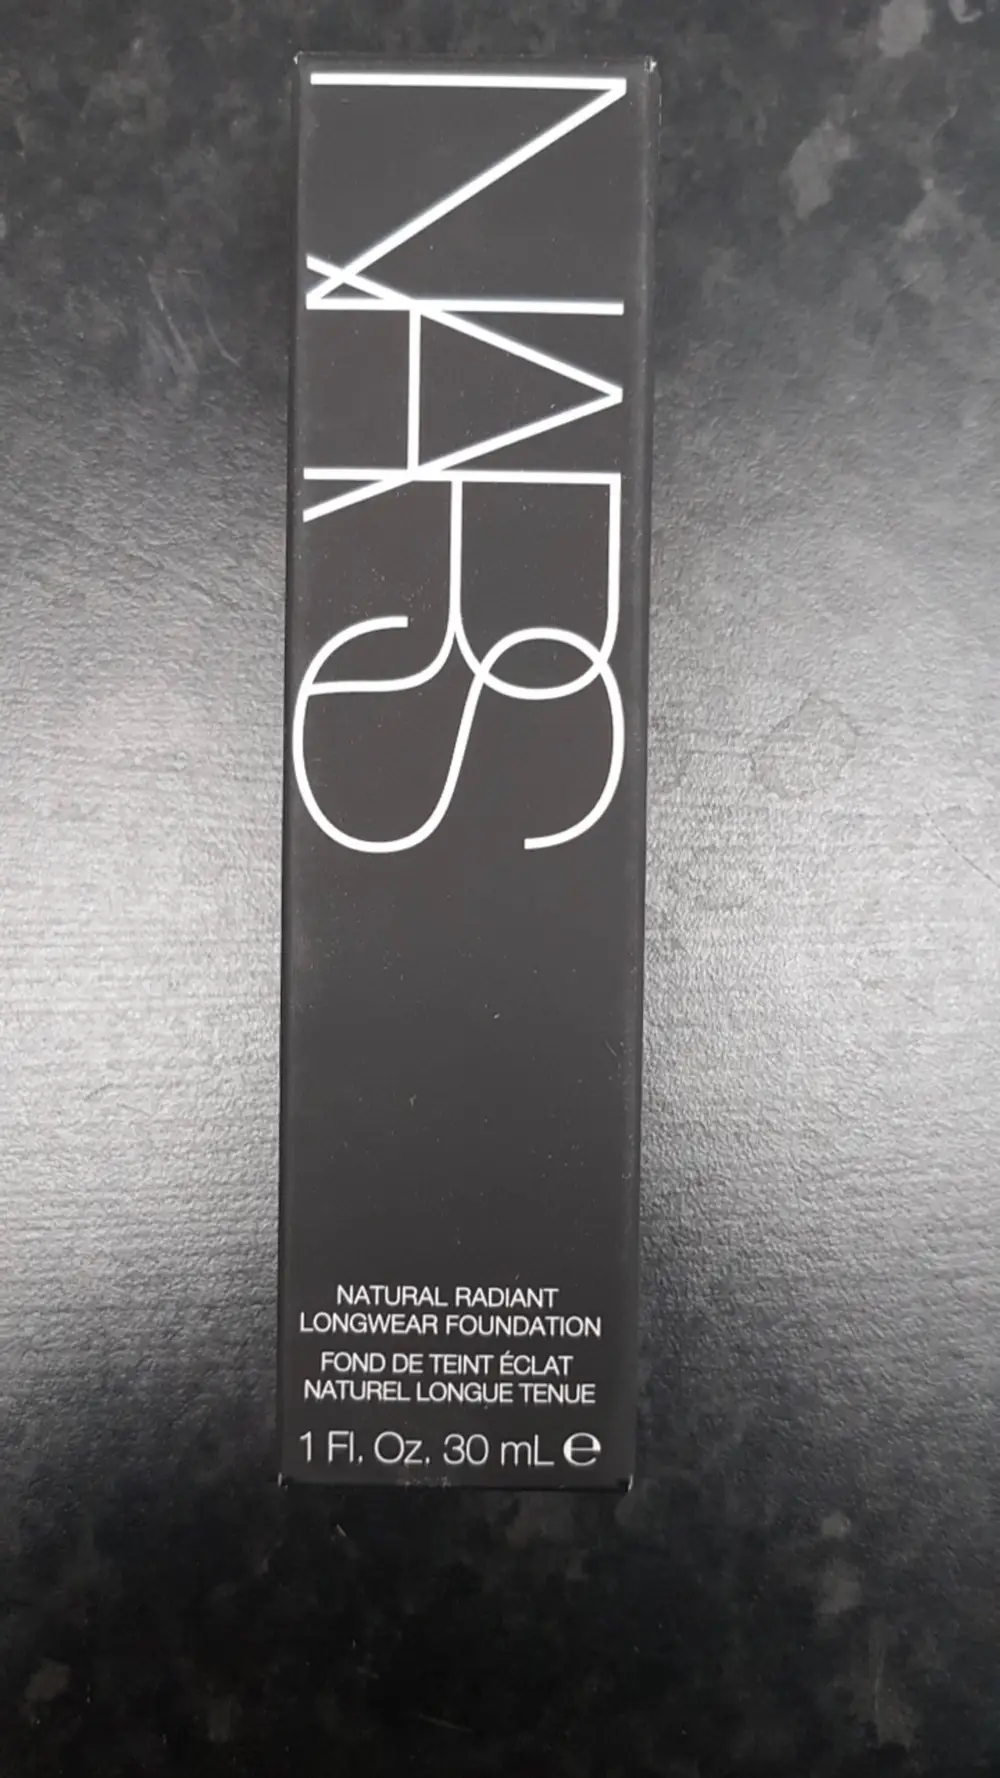 NARS
NATURAL RADIANT
LONGWEAR FOUNDATION
FOND DE TEINT ÉCLAT
NATUREL LONGUE TENUE
1 Fl. Oz. 30 mL ℮